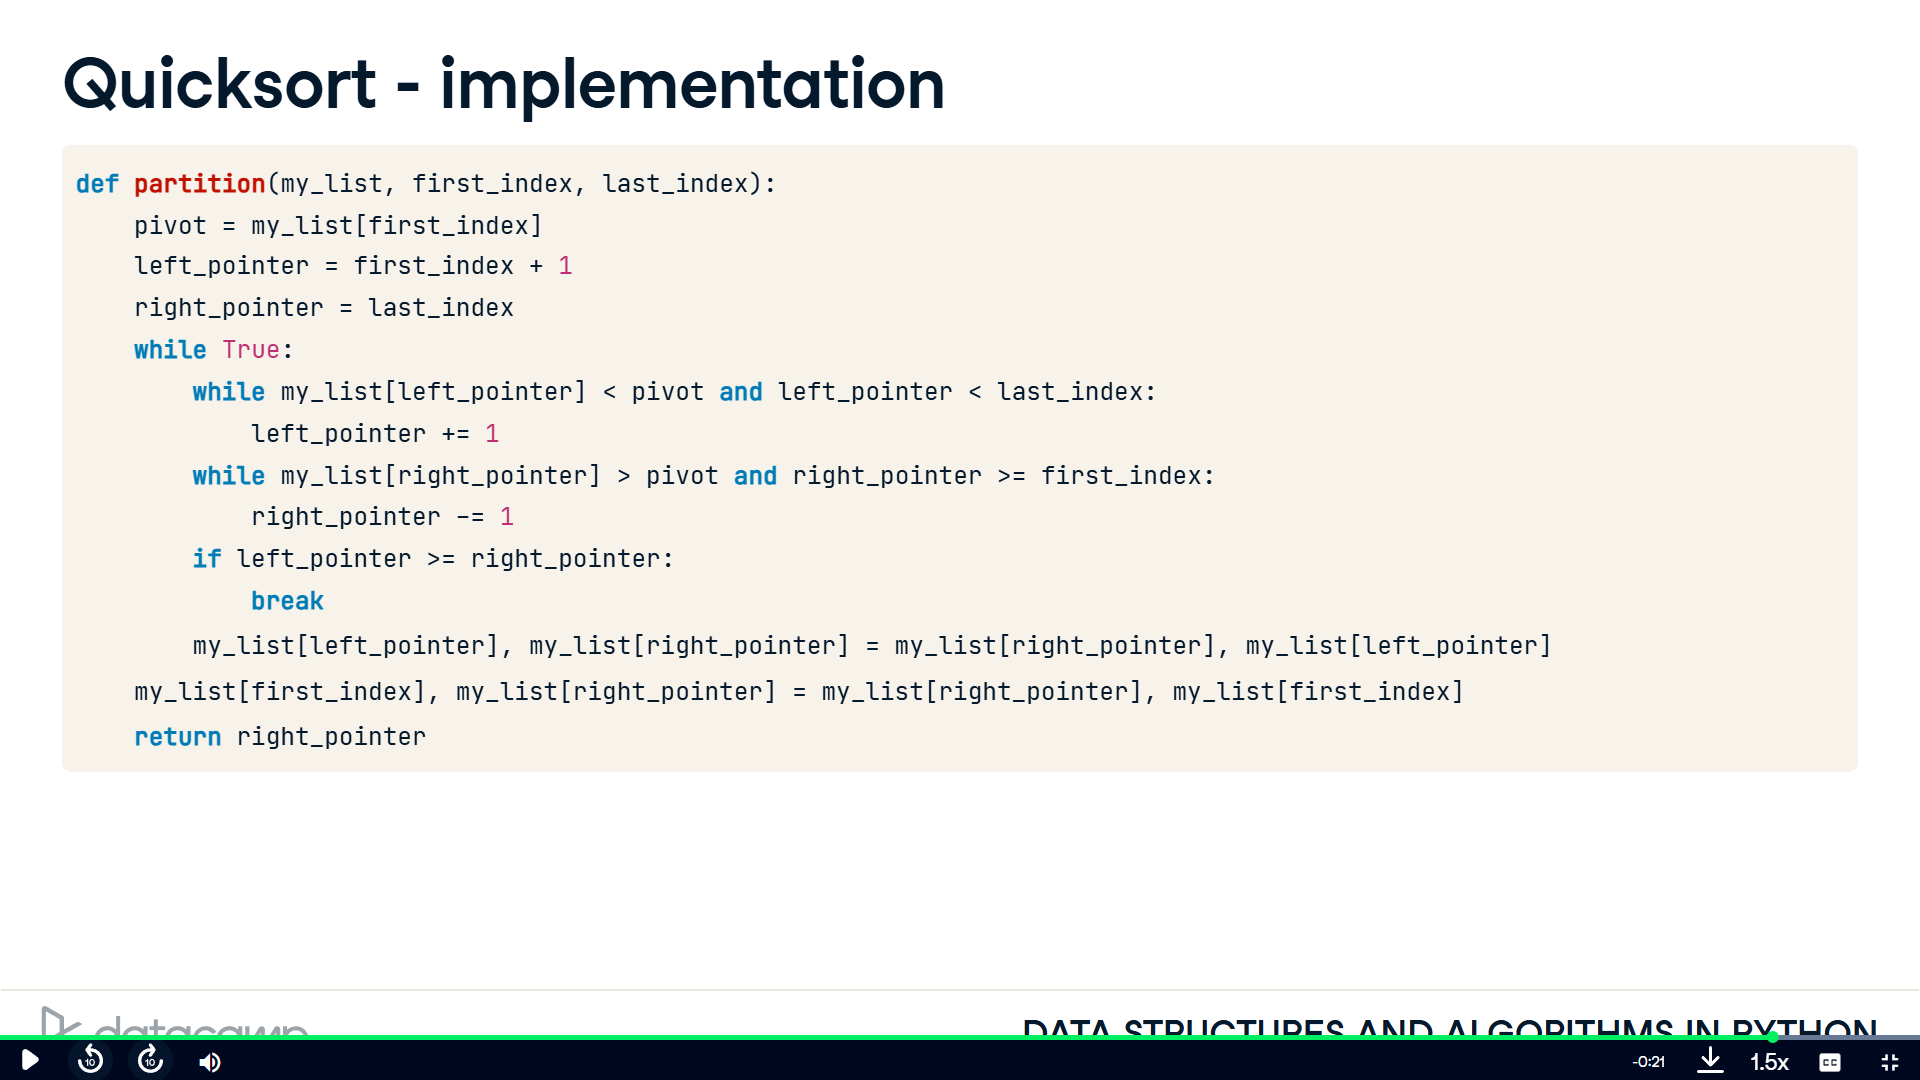 Quicksort - implementation
def partition(my_list, first_index, last_index):
    pivot = my_list[first_index]
    left_pointer = first_index + 1
    right_pointer = last_index
    while True:
        while my_list[left_pointer] < pivot and left_pointer < last_index:
            left_pointer += 1
        while my_list[right_pointer] > pivot and right_pointer >= first_index:
            right_pointer -= 1
        if left_pointer >= right_pointer:
            break
        my_list[left_pointer], my_list[right_pointer] = my_list[right_pointer], my_list[left_pointer]
    my_list[first_index], my_list[right_pointer] = my_list[right_pointer], my_list[first_index]
    return right_pointer
datacamp
DATA STRUCTURES AND ALGORITHMS IN PYTHON
10
10
-0:21
1.5x
CC